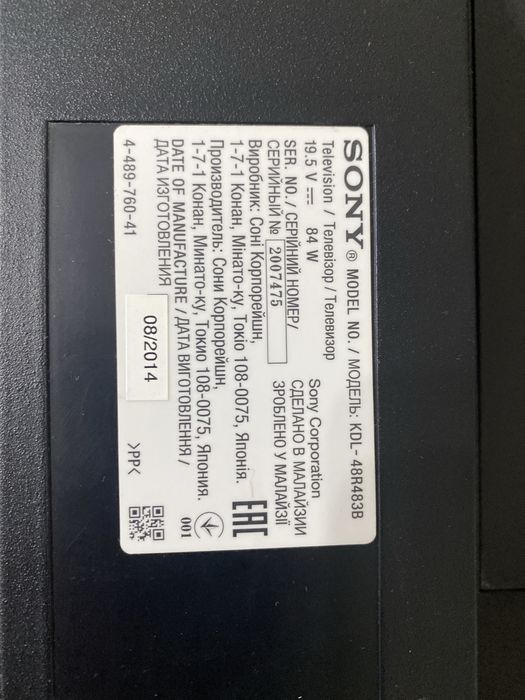 SONY® MODEL NO. / МОДЕЛЬ: KDL-48R483B
Television / Телевізор / Телевизор
19.5 V ⎓ 84 W
Sony Corporation
SER. NO. / СЕРІЙНИЙ НОМЕР/
СДЕЛАНО В МАЛАЙЗИИ
СЕРИЙНЫЙ № 2007475
ЗРОБЛЕНО У МАЛАЙЗІЇ
Виробник: Соні Корпорейшн,
1-7-1 Конан, Мінато-ку, Токіо 108-0075, Японія.
EAC
Производитель: Сони Корпорейшн,
1-7-1 Конан, Минато-ку, Токио 108-0075, Япония.
001
DATE OF MANUFACTURE / ДАТА ВИГОТОВЛЕННЯ /
ДАТА ИЗГОТОВЛЕНИЯ
08/2014
4-489-760-41
>PP<